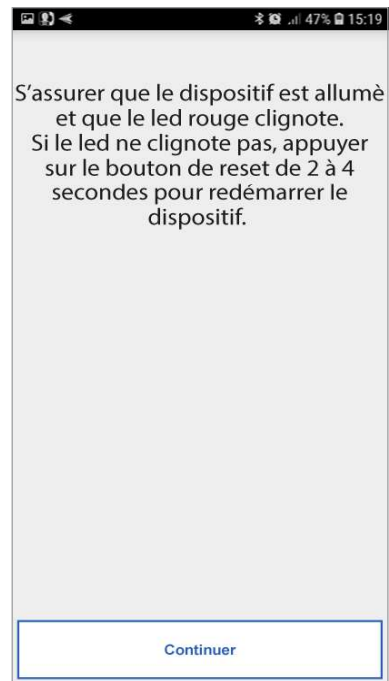 47% 15:19
S'assurer que le dispositif est allumè
et que le led rouge clignote.
Si le led ne clignote pas, appuyer
sur le bouton de reset de 2 à 4
secondes pour redémarrer le
dispositif.
Continuer